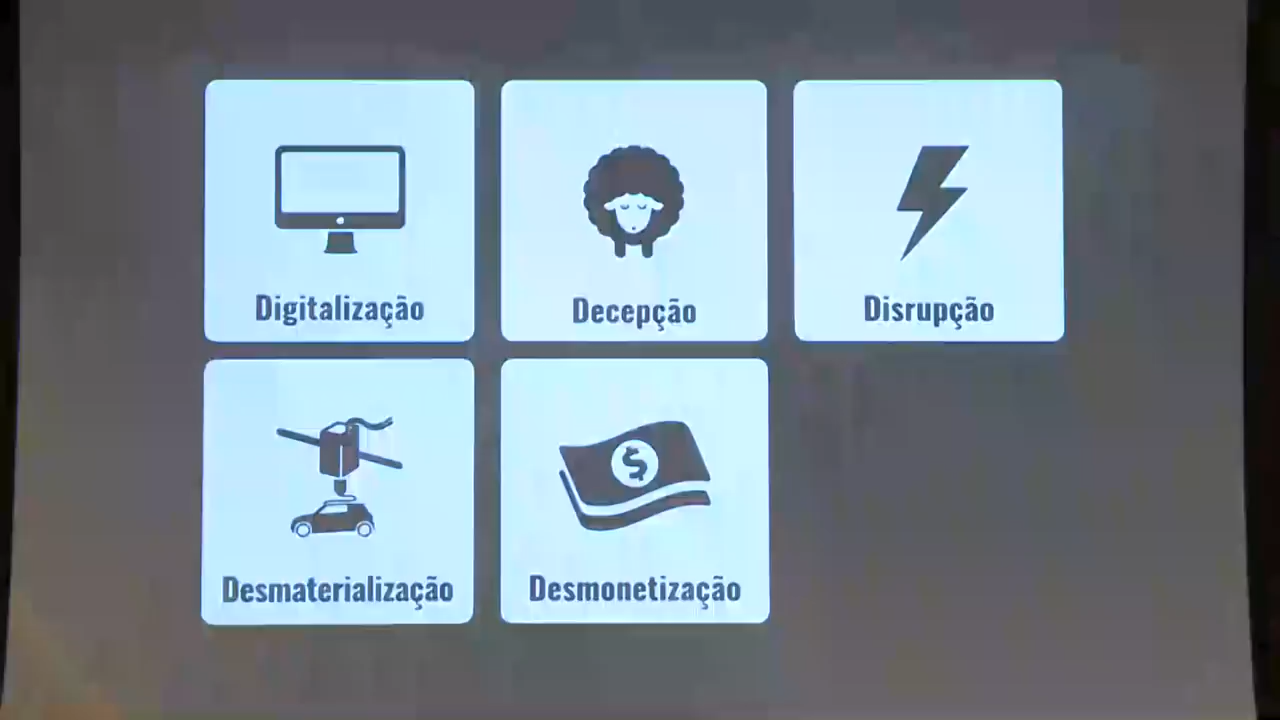 Digitalização
Decepção
Disrupção
Desmaterialização
Desmonetização
$